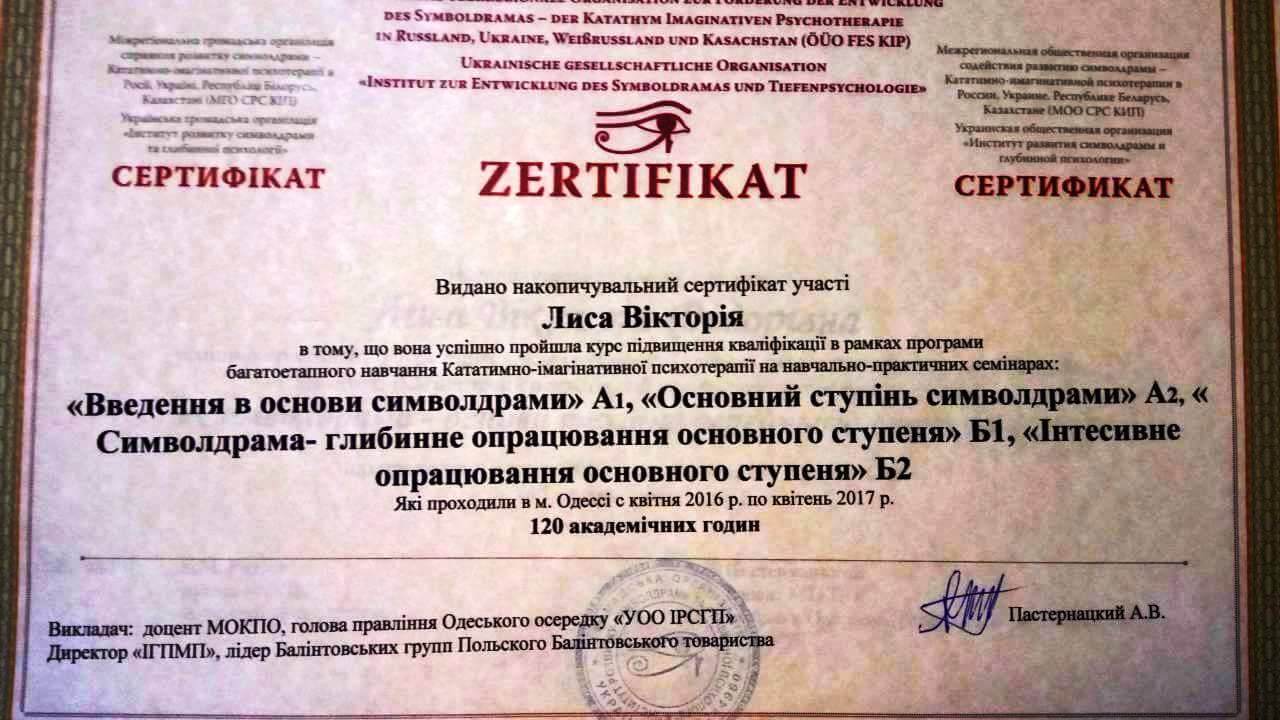 DES SYMBOLDRAMAS – DER KATATHYM IMAGINATIVEN PSYCHOTHERAPIE
IN RUSSLAND, UKRAINE, WEIßRUSSLAND UND KASACHSTAN (ÖÜO FES KIP)
UKRAINISCHE GESELLSCHAFTLICHE ORGANISATION
«INSTITUT ZUR ENTWICKLUNG DES SYMBOLDRAMAS UND TIEFENPSYCHOLOGIE»
ZERTIFIKAT
Міжрегіональна громадська організація
сприяння розвитку символдрами –
Кататимно-імагінативної психотерапії в
Росії, Україні, Республіці Білорусь,
Казахстані (МГО СРС КІП)
Українська громадська організація
«Інститут розвитку символдрами
та глибинної психології»
СЕРТИФІКАТ
Межрегиональная общественная организация
содействия развитию символдрамы –
Кататимно-имагинативной психотерапии в
России, Украине, Республике Беларусь,
Казахстане (МОО СРС КИП)
Украинская общественная организация
«Институт развития символдрамы и
глубинной психологии»
СЕРТИФИКАТ
Видано накопичувальний сертифікат участі
Лиса Вікторія
в тому, що вона успішно пройшла курс підвищення кваліфікації в рамках програми
багатоетапного навчання Кататимно-імагінативної психотерапії на навчально-практичних семінарах:
«Введення в основи символдрами» А1, «Основний ступінь символдрами» А2, «
Символдрама- глибинне опрацювання основного ступеня» Б1, «Інтесивне
опрацювання основного ступеня» Б2
Які проходили в м. Одессі с квітня 2016 р. по квітень 2017 р.
120 академічних годин
Викладач: доцент МОКПО, голова правління Одеського осередку “УОО ІРСГП”
Директор «ІГПМП», лідер Балінтовських групп Польского Балінтовського товариства
Пастернацкий А.В.